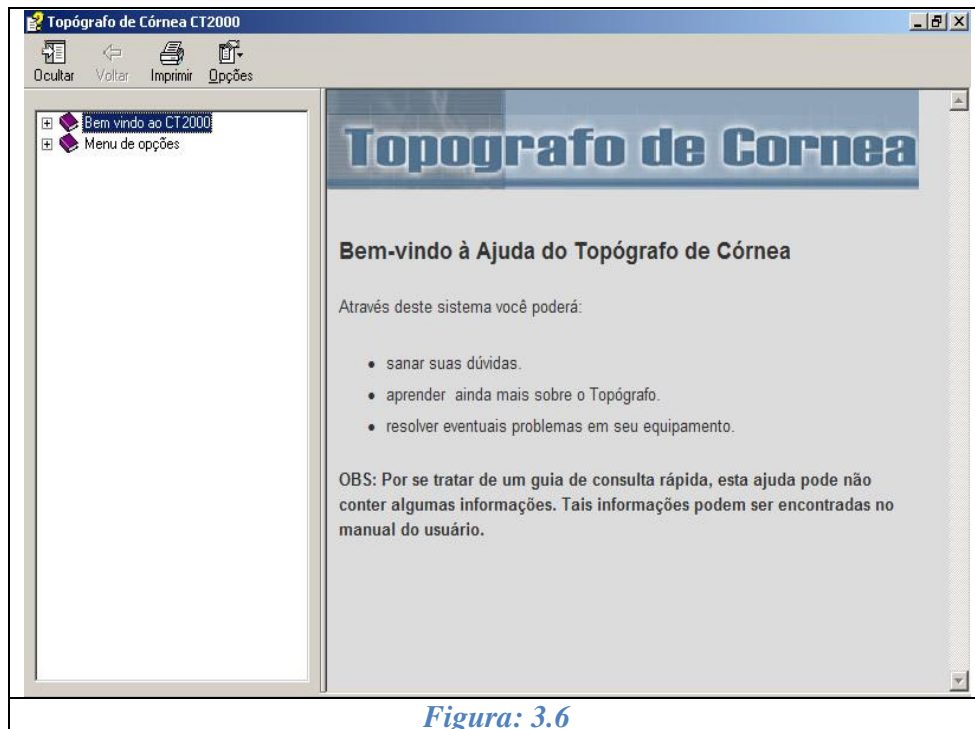 Topógrafo de Córnea CT2000
Ocultar Voltar Imprimir Opções
Bem vindo ao CT2000
Menu de opções
Topografo de Cornea
Bem-vindo à Ajuda do Topógrafo de Córnea
Através deste sistema você poderá:
• sanar suas dúvidas.
• aprender ainda mais sobre o Topógrafo.
• resolver eventuais problemas em seu equipamento.
OBS: Por se tratar de um guia de consulta rápida, esta ajuda pode não
conter algumas informações. Tais informações podem ser encontradas no
manual do usuário.
Figura: 3.6